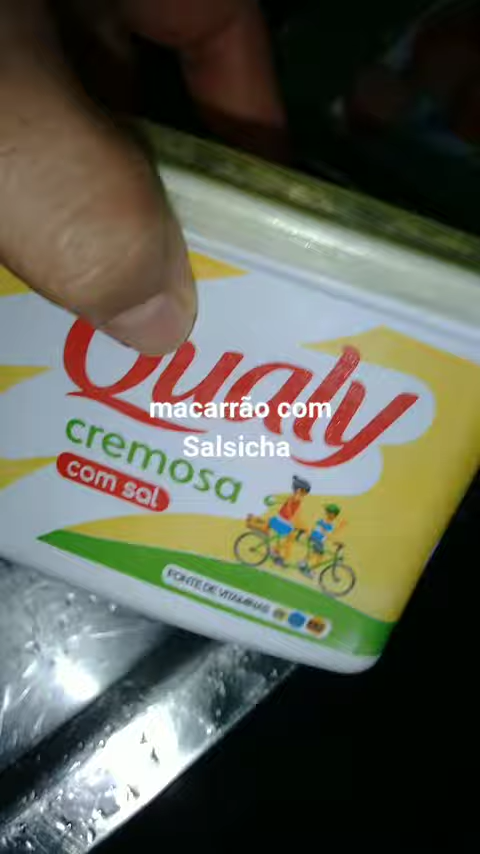 Qualy
macarrão com
Salsicha
cremosa
com sal
FONTE DE VITAMINAS